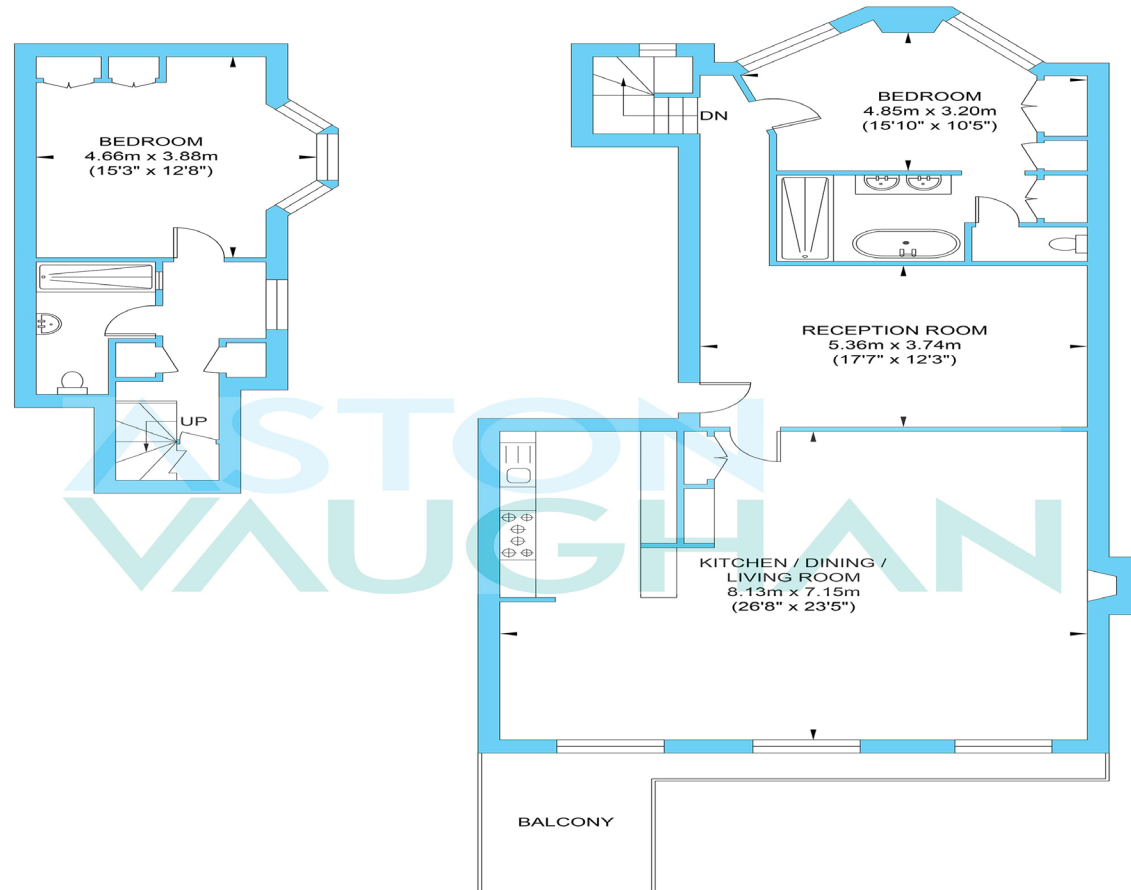 BEDROOM
4.66m x 3.88m
(15'3" x 12'8")
UP
DN
BEDROOM
4.85m x 3.20m
(15'10" x 10'5")
RECEPTION ROOM
5.36m x 3.74m
(17'7" x 12'3")
KITCHEN / DINING /
LIVING ROOM
8.13m x 7.15m
(26'8" x 23'5")
BALCONY
ASTON
VAUGHAN